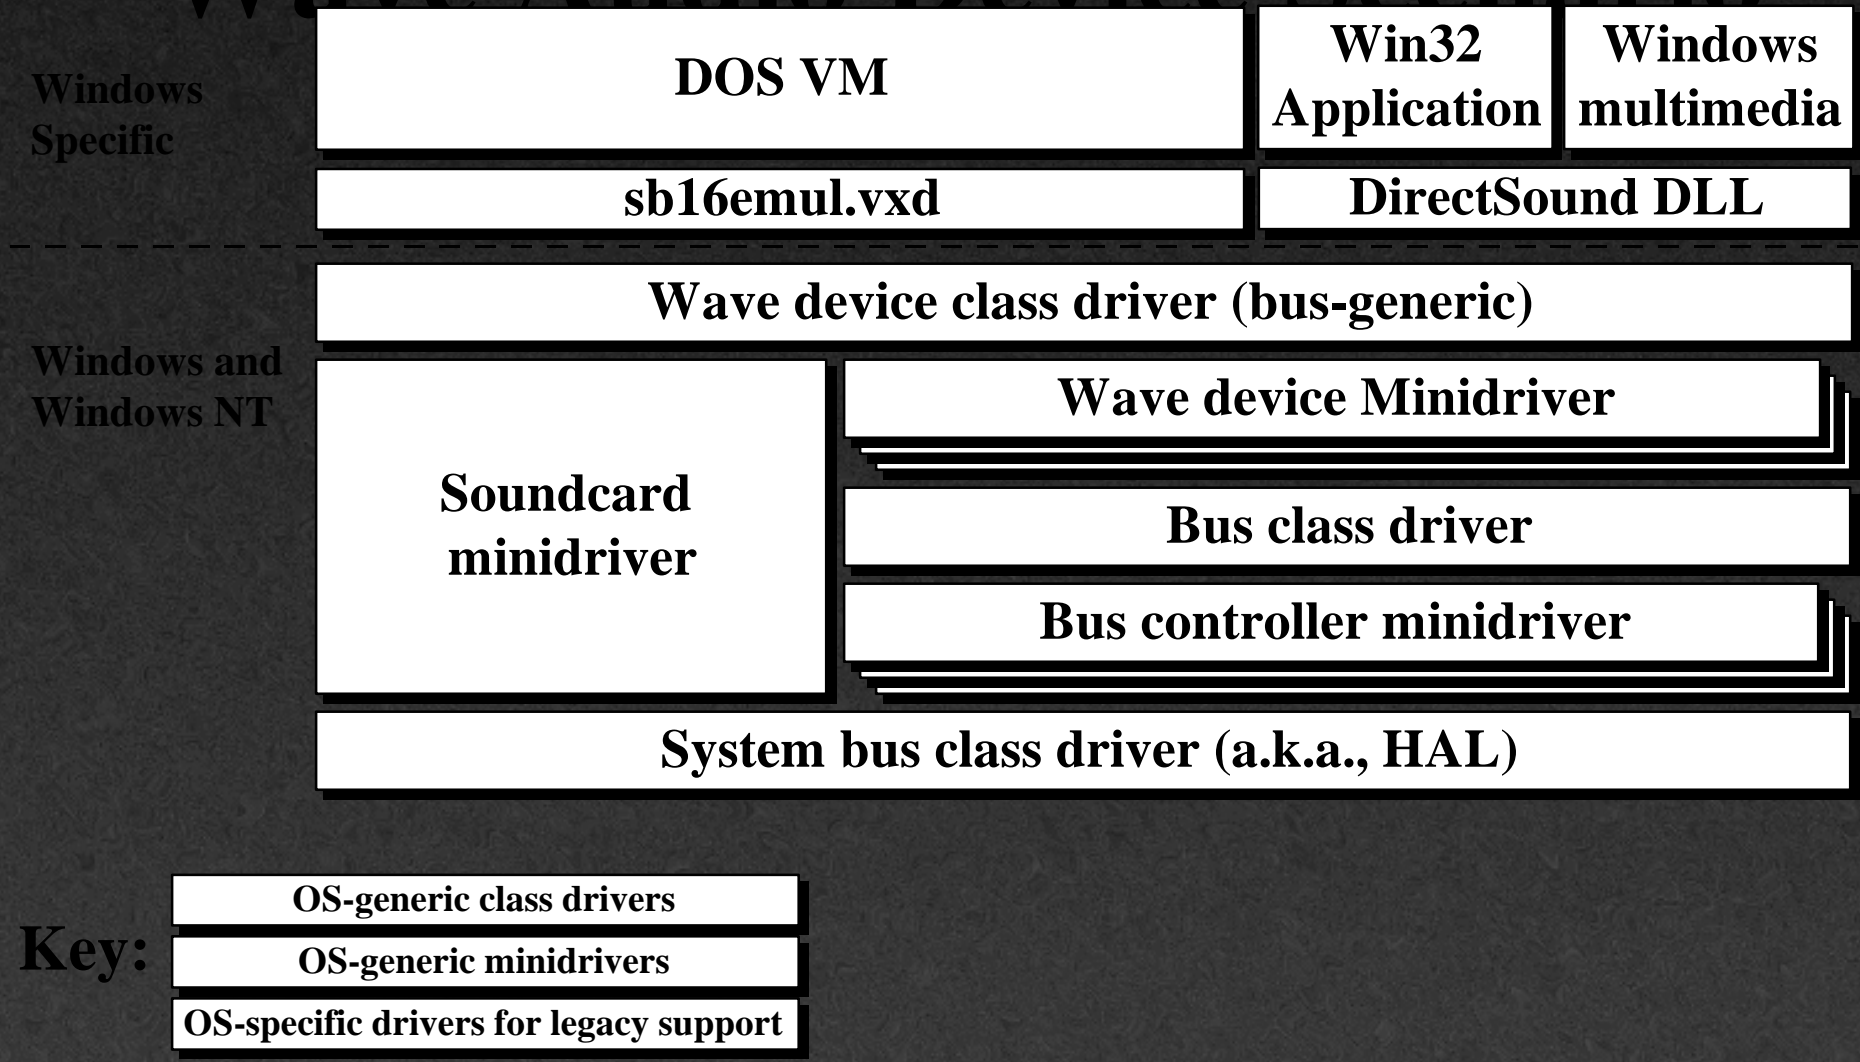 DOS VM
Win32
Application
Windows
multimedia
Windows
Specific
sb16emul.vxd
DirectSound DLL
Wave device class driver (bus-generic)
Windows and
Windows NT
Wave device Minidriver
Soundcard
minidriver
Bus class driver
Bus controller minidriver
System bus class driver (a.k.a., HAL)
Key:
OS-generic class drivers
OS-generic minidrivers
OS-specific drivers for legacy support